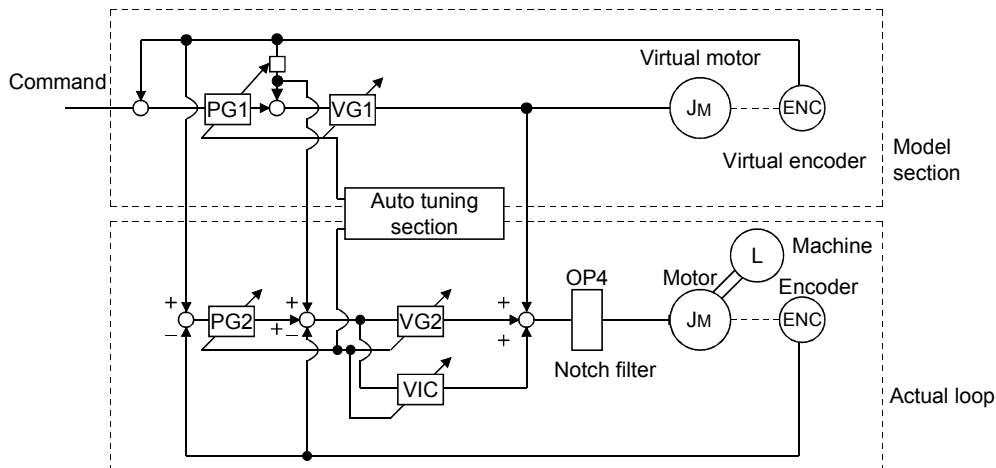 Command
PG1
VG1
Virtual motor
JM
ENC
Virtual encoder
Model
section
Auto tuning
section
+
−
PG2
+
+
−
VG2
VIC
+
+
OP4
Notch filter
Motor
JM
L
Machine
Encoder
ENC
Actual loop